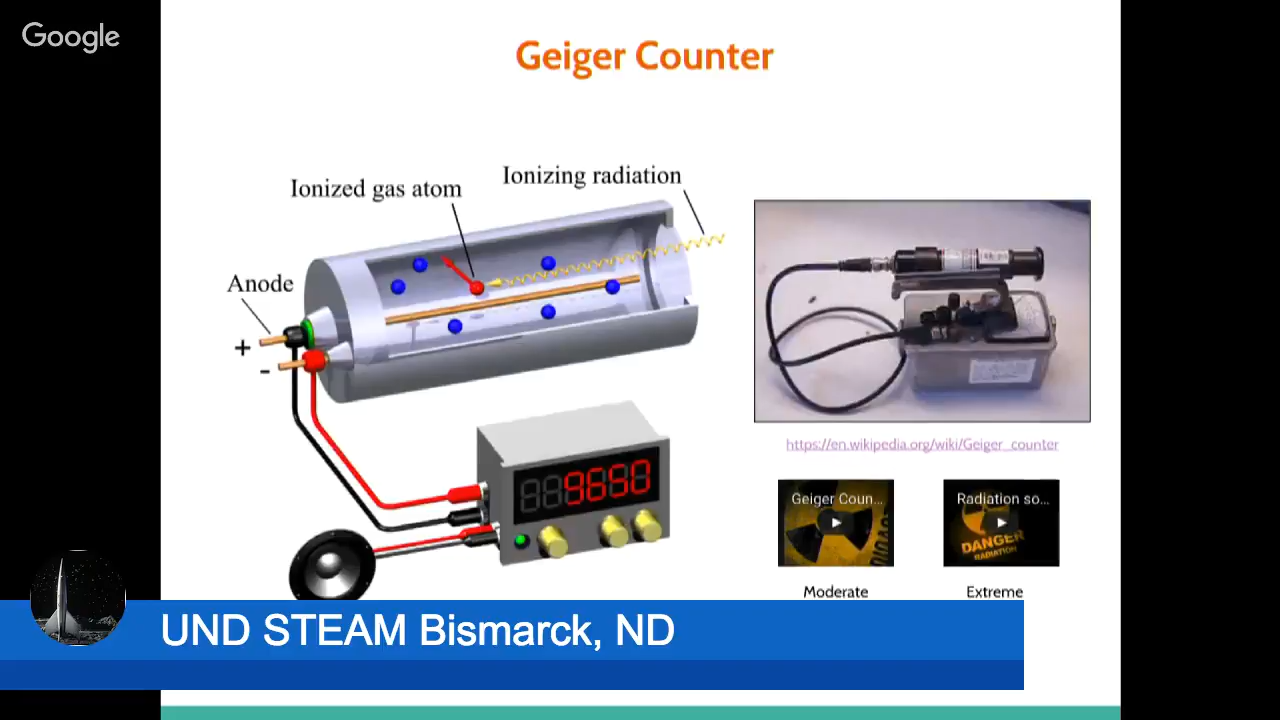 Google
Geiger Counter
Ionized gas atom
Ionizing radiation
Anode
+
-
9650
https://en.wikipedia.org/wiki/Geiger_counter
Geiger Coun...
Radiation so...
DANGER
RADIATION
Moderate
Extreme
UND STEAM Bismarck, ND